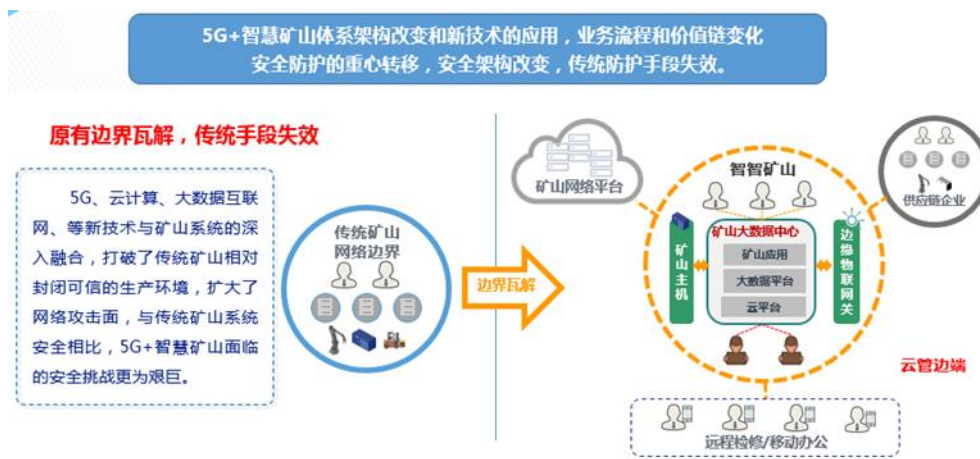 5G+智慧矿山体系架构改变和新技术的应用，业务流程和价值链变化
安全防护的重心转移，安全架构改变，传统防护手段失效。
原有边界瓦解，传统手段失效
5G、云计算、大数据互联
网、等新技术与矿山系统的深
入融合，打破了传统矿山相对
封闭可信的生产环境，扩大了
网络攻击面，与传统矿山系统
安全相比，5G+智慧矿山面临
的安全挑战更为艰巨。
传统矿山
网络边界
边界瓦解
矿山网络平台
智智矿山
供应链企业
矿山主机
矿山大数据中心
矿山应用
大数据平台
云平台
边缘物联网关
云管边端
远程检修/移动办公